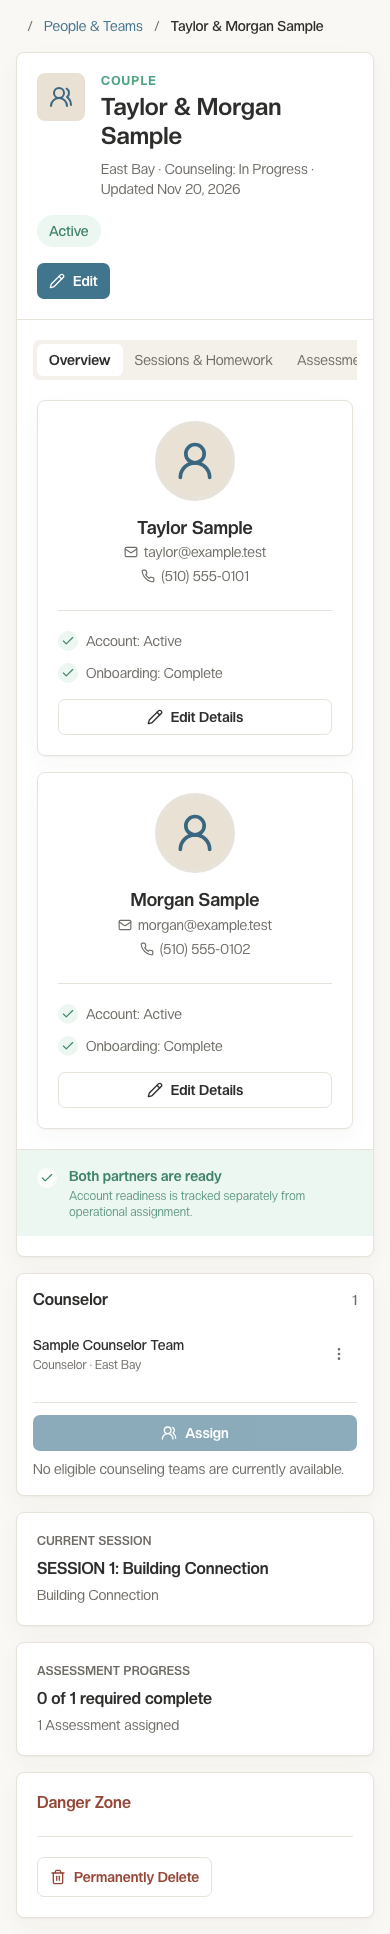 / People & Teams / Taylor & Morgan Sample
COUPLE
Taylor & Morgan
Sample
East Bay · Counseling: In Progress ·
Updated Nov 20, 2026
Active
Edit
Overview Sessions & Homework Assessme
Taylor Sample
taylor@example.test
(510) 555-0101
Account: Active
Onboarding: Complete
Edit Details
Morgan Sample
morgan@example.test
(510) 555-0102
Account: Active
Onboarding: Complete
Edit Details
Both partners are ready
Account readiness is tracked separately from
operational assignment.
Counselor 1
Sample Counselor Team
Counselor · East Bay
Assign
No eligible counseling teams are currently available.
CURRENT SESSION
SESSION 1: Building Connection
Building Connection
ASSESSMENT PROGRESS
0 of 1 required complete
1 Assessment assigned
Danger Zone
Permanently Delete